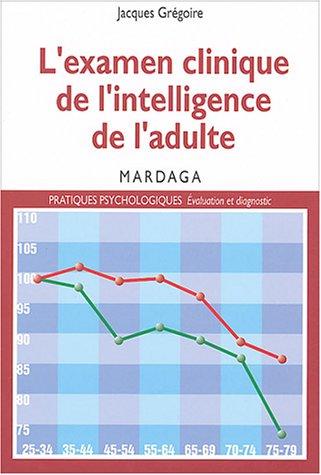 Jacques Grégoire
L'examen clinique
de l'intelligence
de l'adulte
MARDAGA
PRATIQUES PSYCHOLOGIQUES Évaluation et diagnostic
110
105
100
95
90
85
80
75
25-34 35-44 45-54 55-64 65-69 70-74 75-79